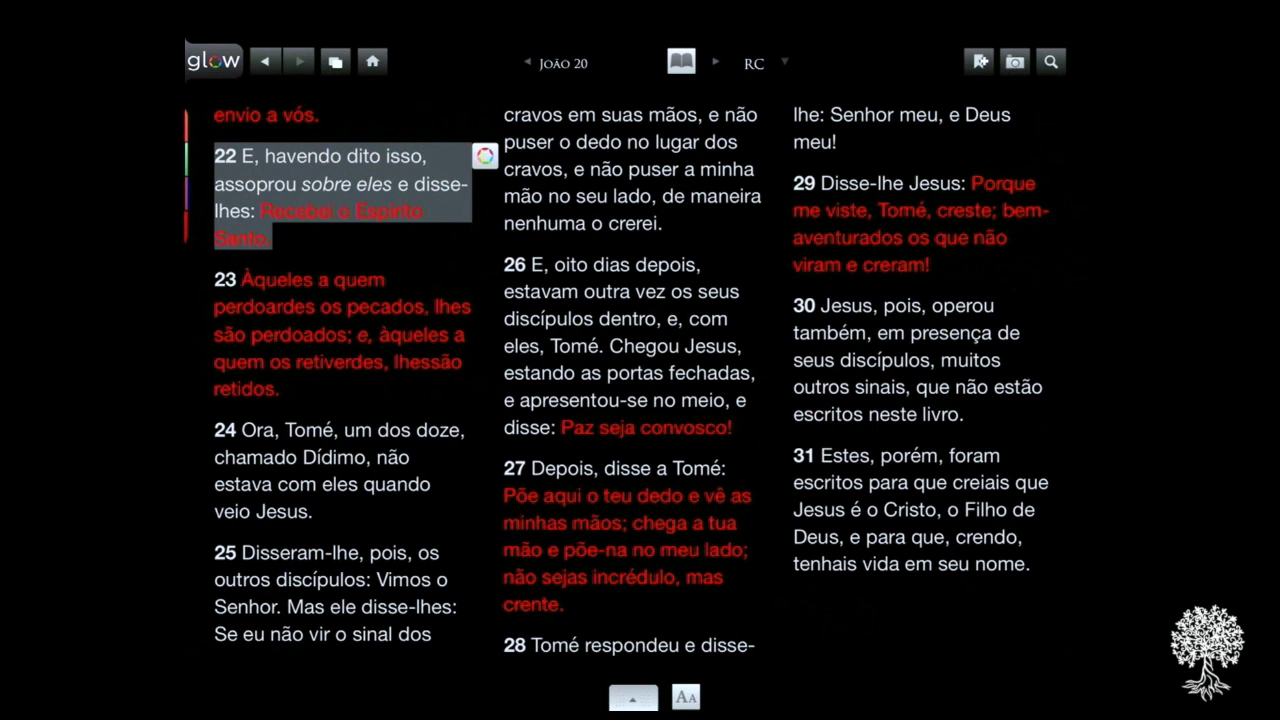 glow
João 20
RC
envio a vós.
22 E, havendo dito isso,
assoprou sobre eles e disse-
lhes: Recebei o Espírito
Santo.
23 Àqueles a quem
perdoardes os pecados, lhes
são perdoados; e, àqueles a
quem os retiverdes, lhessão
retidos.
24 Ora, Tomé, um dos doze,
chamado Dídimo, não
estava com eles quando
veio Jesus.
25 Disseram-lhe, pois, os
outros discípulos: Vimos o
Senhor. Mas ele disse-lhes:
Se eu não vir o sinal dos
cravos em suas mãos, e não
puser o dedo no lugar dos
cravos, e não puser a minha
mão no seu lado, de maneira
nenhuma o crerei.
26 E, oito dias depois,
estavam outra vez os seus
discípulos dentro, e, com
eles, Tomé. Chegou Jesus,
estando as portas fechadas,
e apresentou-se no meio, e
disse: Paz seja convosco!
27 Depois, disse a Tomé:
Põe aqui o teu dedo e vê as
minhas mãos; chega a tua
mão e põe-na no meu lado;
não sejas incrédulo, mas
crente.
28 Tomé respondeu e disse-
lhe: Senhor meu, e Deus
meu!
29 Disse-lhe Jesus: Porque
me viste, Tomé, creste; bem-
aventurados os que não
viram e creram!
30 Jesus, pois, operou
também, em presença de
seus discípulos, muitos
outros sinais, que não estão
escritos neste livro.
31 Estes, porém, foram
escritos para que creiais que
Jesus é o Cristo, o Filho de
Deus, e para que, crendo,
tenhais vida em seu nome.
AA